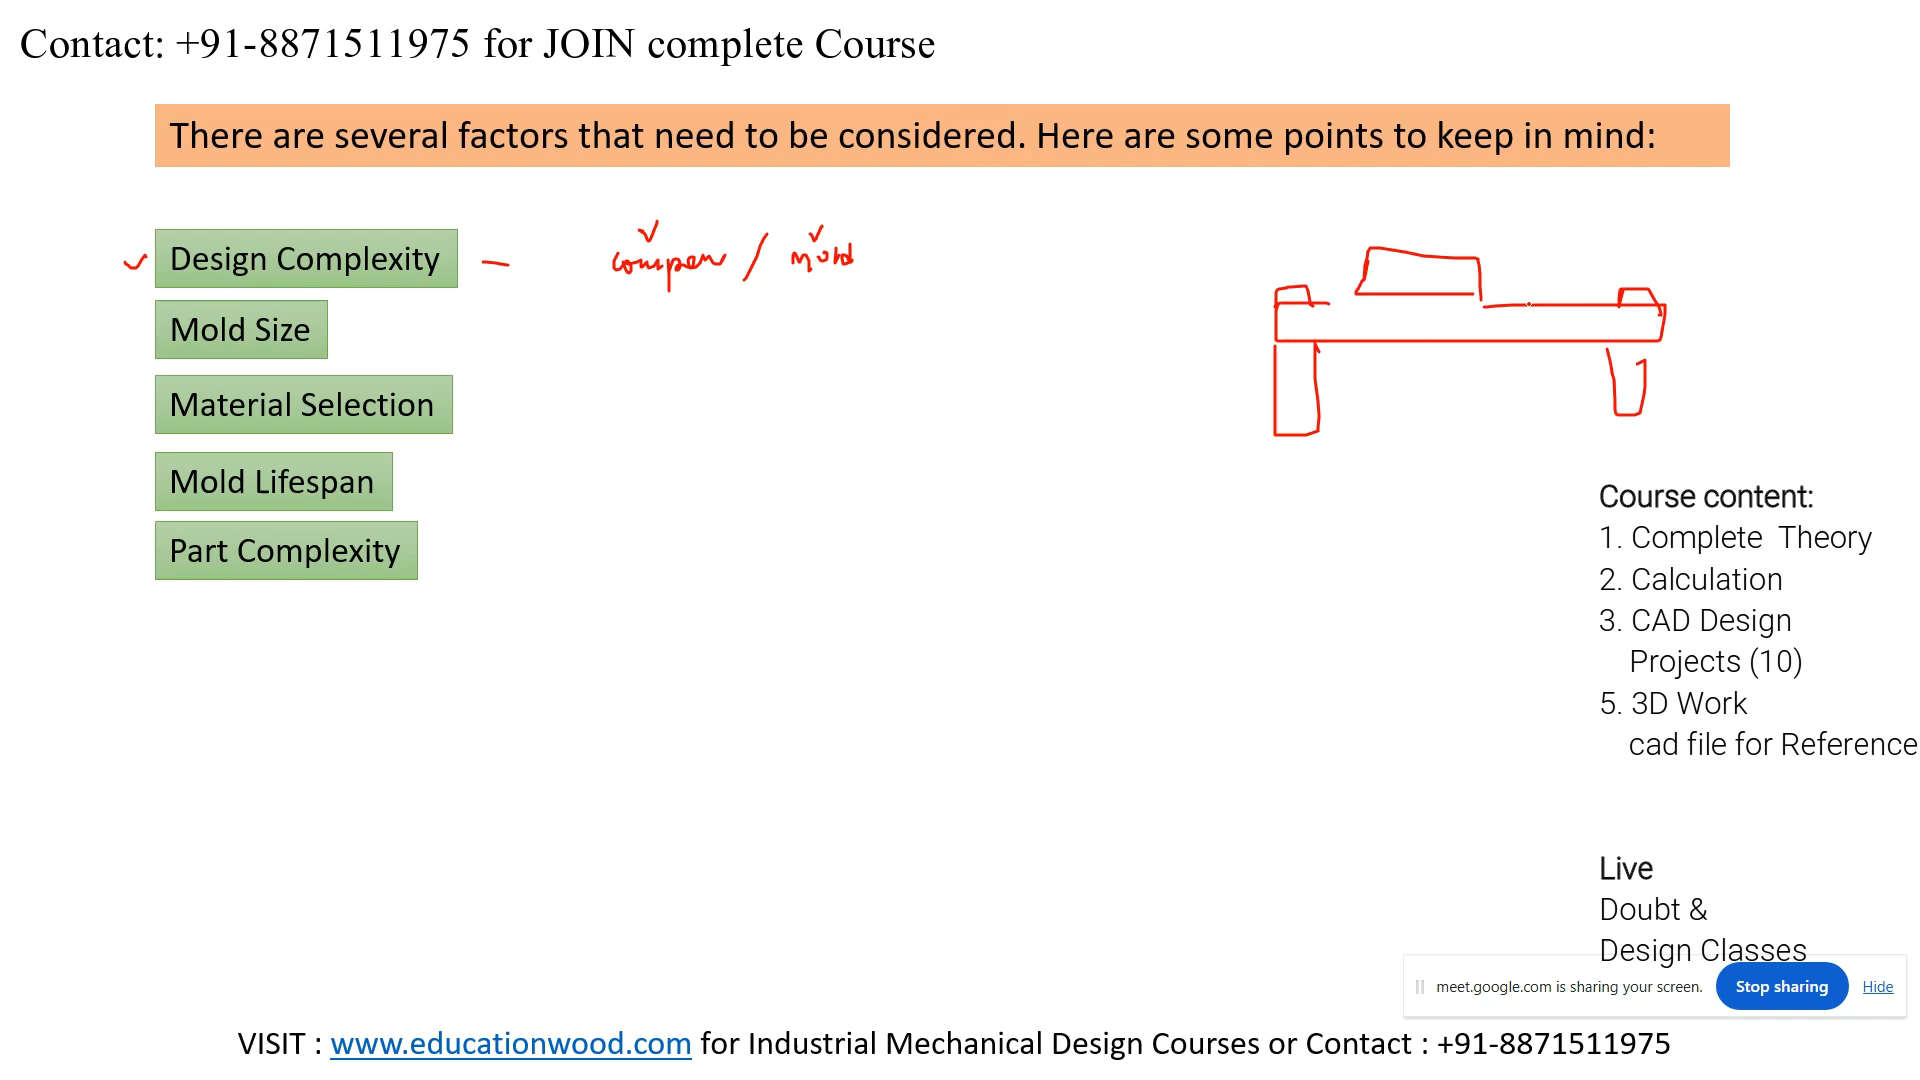 Contact: +91-8871511975 for JOIN complete Course
There are several factors that need to be considered. Here are some points to keep in mind:
Design Complexity
/ mold
Mold Size
Material Selection
Mold Lifespan
Part Complexity
Course content:
1. Complete Theory
2. Calculation
3. CAD Design
Projects (10)
5. 3D Work
cad file for Reference
Live
Doubt &
Design Classes
meet.google.com is sharing your screen. Stop sharing Hide
VISIT : www.educationwood.com for Industrial Mechanical Design Courses or Contact : +91-8871511975